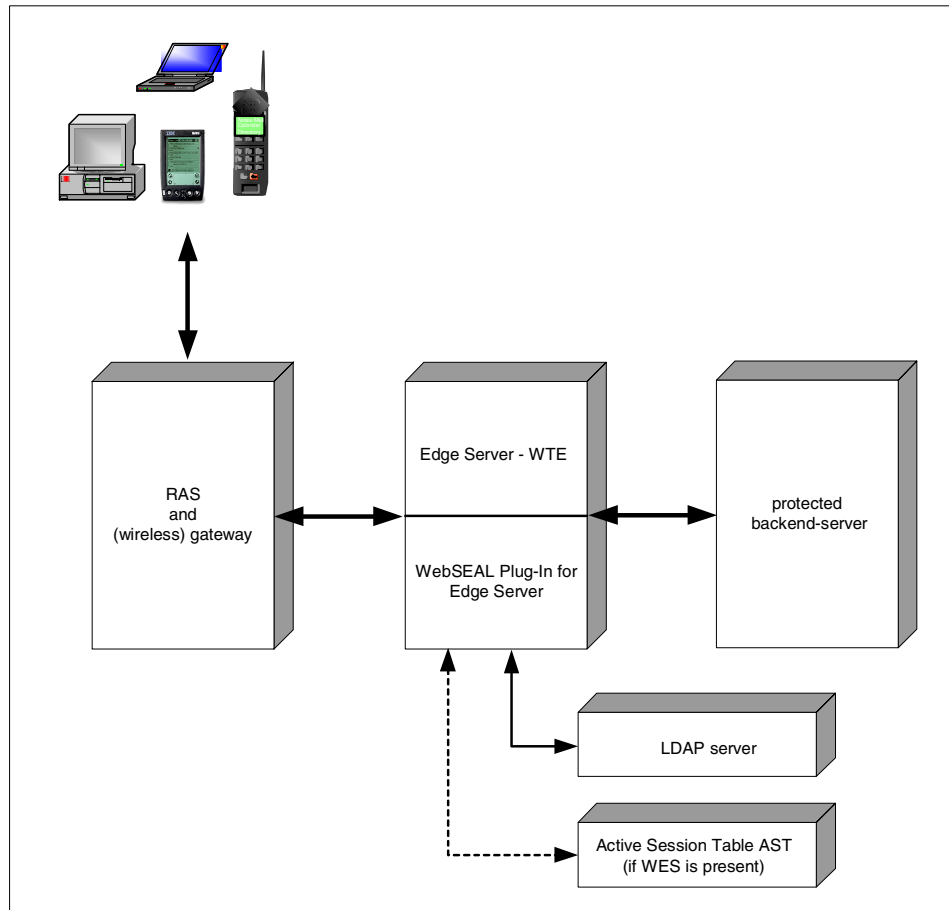 IBM
RAS
and
(wireless) gateway
Edge Server - WTE
WebSEAL Plug-In for
Edge Server
protected
backend-server
LDAP server
Active Session Table AST
(if WES is present)